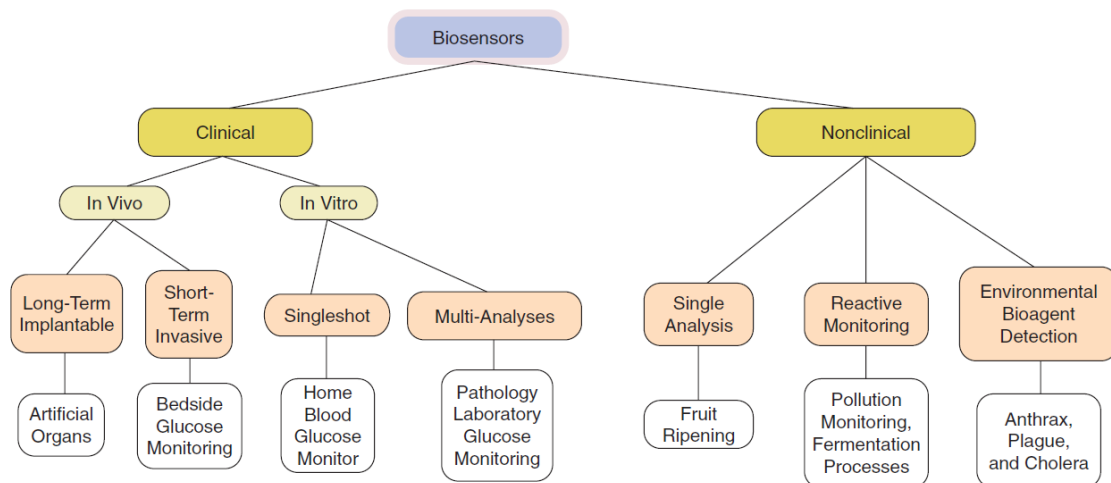 Biosensors
Clinical
Nonclinical
In Vivo
In Vitro
Long-Term
Implantable
Short-
Term
Invasive
Singleshot
Multi-Analyses
Single
Analysis
Reactive
Monitoring
Environmental
Bioagent
Detection
Artificial
Organs
Bedside
Glucose
Monitoring
Home
Blood
Glucose
Monitor
Pathology
Laboratory
Glucose
Monitoring
Fruit
Ripening
Pollution
Monitoring,
Fermentation
Processes
Anthrax,
Plague,
and Cholera